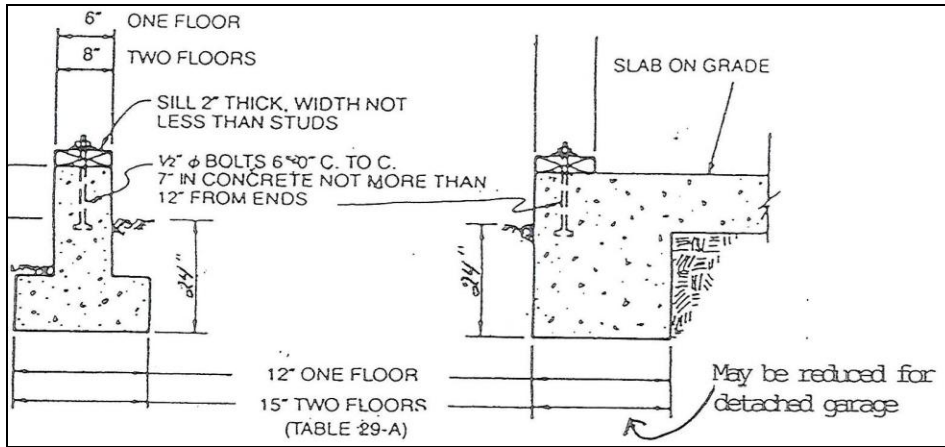 6" ONE FLOOR
8" TWO FLOORS
SILL 2" THICK, WIDTH NOT
LESS THAN STUDS
½" ϕ BOLTS 6'-0" C. TO C.
7" IN CONCRETE NOT MORE THAN
12" FROM ENDS
SLAB ON GRADE
24"
24"
12" ONE FLOOR
15" TWO FLOORS
(TABLE 29-A)
May be reduced for
detached garage